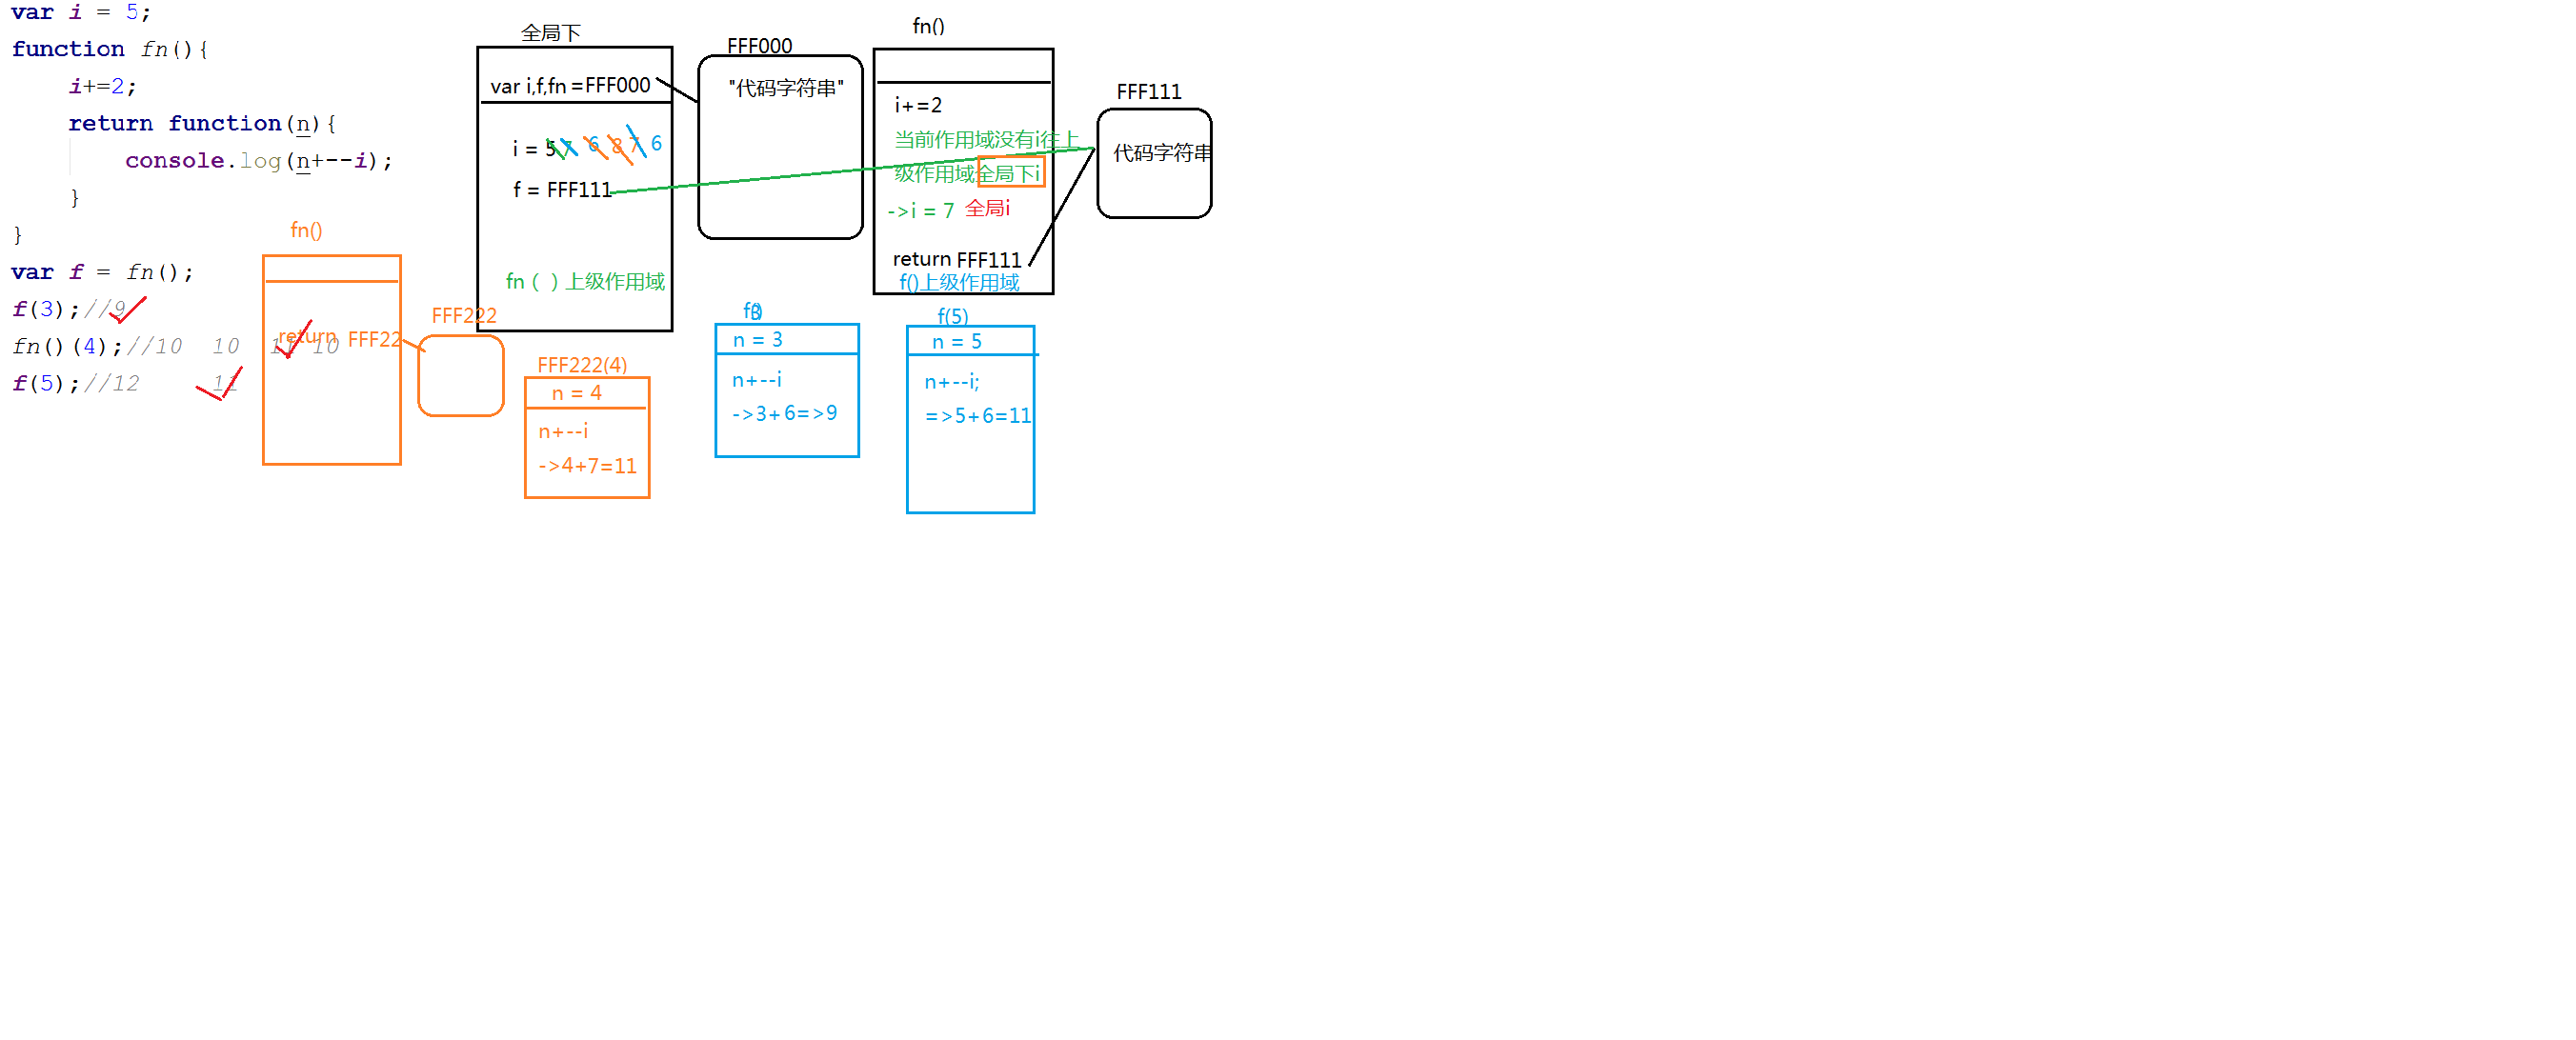 var i = 5;
function fn(){
i+=2;
return function(n){
console.log(n+--i);
}
}
var f = fn();
f(3);//9
fn()(4);//10 10 11 10
f(5);//12 11
fn()
return FFF22
FFF222
全局下
var i,f,fn =FFF000
i = 5 7 6 8 7 6
f = FFF111
fn ( ) 上级作用域
FFF000
"代码字符串"
fn()
i+=2
当前作用域没有i往上
级作用域全局下i
->i = 7 全局i
return FFF111
f()上级作用域
FFF111
代码字符串
FFF222(4)
n = 4
n+--i
->4+7=11
n = 3
n+--i
->3+6=>9
f(5)
n = 5
n+--i;
=>5+6=11